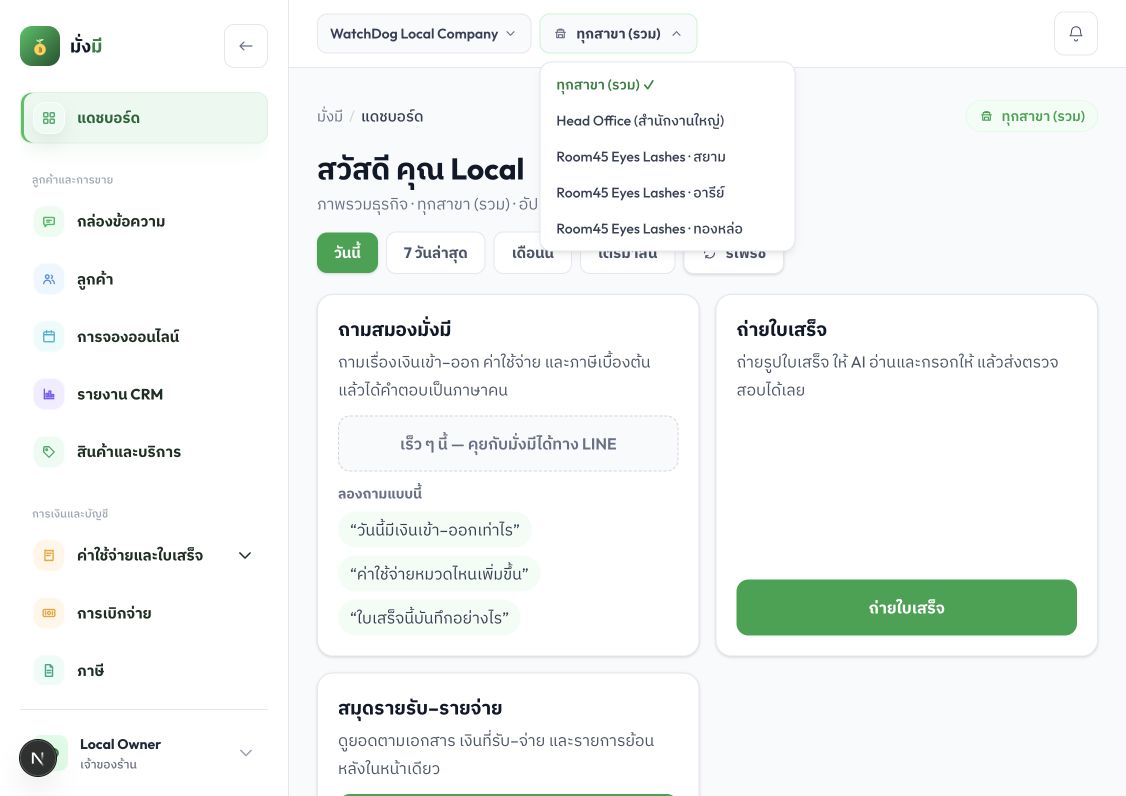 มั่งมี
WatchDog Local Company
ทุกสาขา (รวม)
ทุกสาขา (รวม)
Head Office (สำนักงานใหญ่)
Room45 Eyes Lashes · สยาม
Room45 Eyes Lashes · อารีย์
Room45 Eyes Lashes · ทองหล่อ
แดชบอร์ด
ลูกค้าและการขาย
กล่องข้อความ
ลูกค้า
การจองออนไลน์
รายงาน CRM
สินค้าและบริการ
การเงินและบัญชี
ค่าใช้จ่ายและใบเสร็จ
การเบิกจ่าย
ภาษี
N
Local Owner
เจ้าของร้าน
มั่งมี / แดชบอร์ด
ทุกสาขา (รวม)
สวัสดี คุณ Local
ภาพรวมธุรกิจ · ทุกสาขา (รวม) · อัป
วันนี้
7 วันล่าสุด
เดือนนี้
ไตรมาสนี้
รีเฟรช
ถามสมองมั่งมี
ถามเรื่องเงินเข้า–ออก ค่าใช้จ่าย และภาษีเบื้องต้น
แล้วได้คำตอบเป็นภาษาคน
เร็ว ๆ นี้ — คุยกับมั่งมีได้ทาง LINE
ลองถามแบบนี้
“วันนี้มีเงินเข้า–ออกเท่าไร”
“ค่าใช้จ่ายหมวดไหนเพิ่มขึ้น”
“ใบเสร็จนี้บันทึกอย่างไร”
ถ่ายใบเสร็จ
ถ่ายรูปใบเสร็จ ให้ AI อ่านและกรอกให้ แล้วส่งตรวจ
สอบได้เลย
ถ่ายใบเสร็จ
สมุดรายรับ–รายจ่าย
ดูยอดตามเอกสาร เงินที่รับ–จ่าย และรายการย้อน
หลังในหน้าเดียว